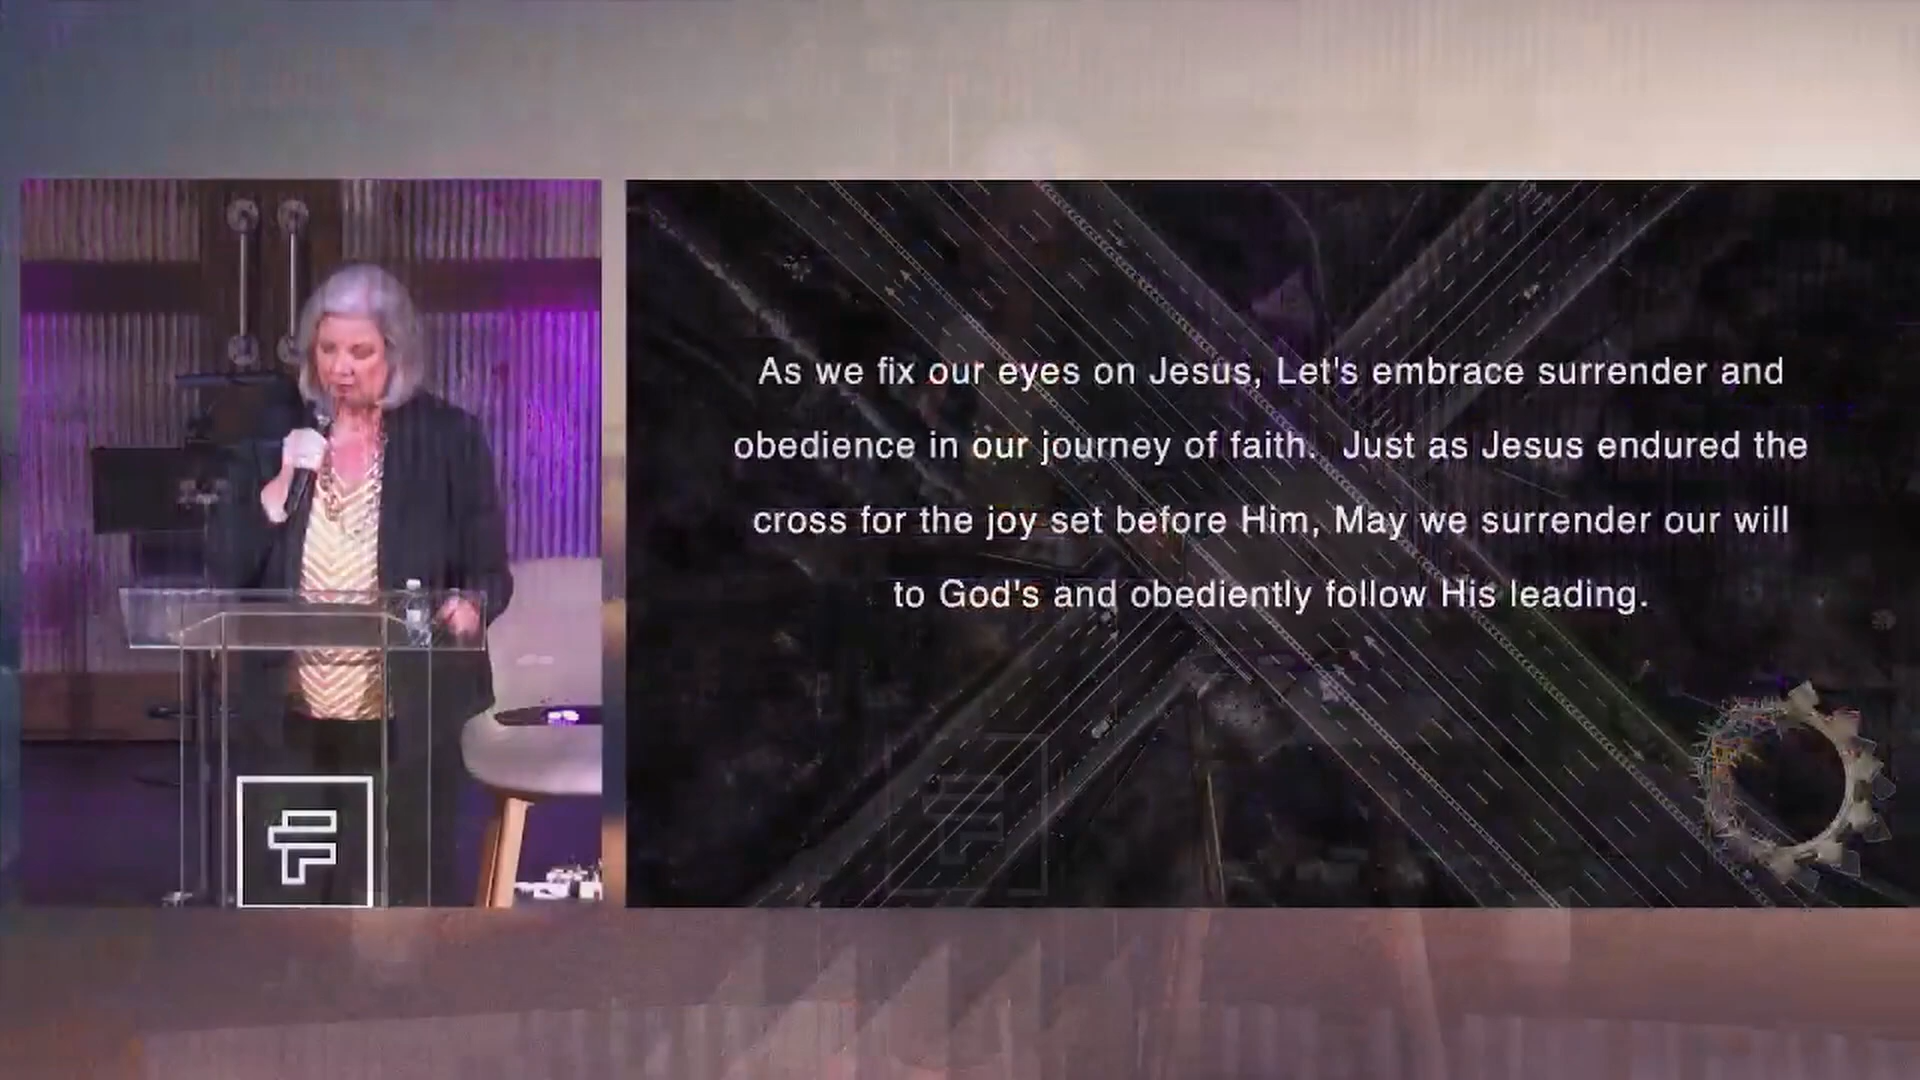 As we fix our eyes on Jesus, Let's embrace surrender and
obedience in our journey of faith.  Just as Jesus endured the
cross for the joy set before Him, May we surrender our will
to God's and obediently follow His leading.